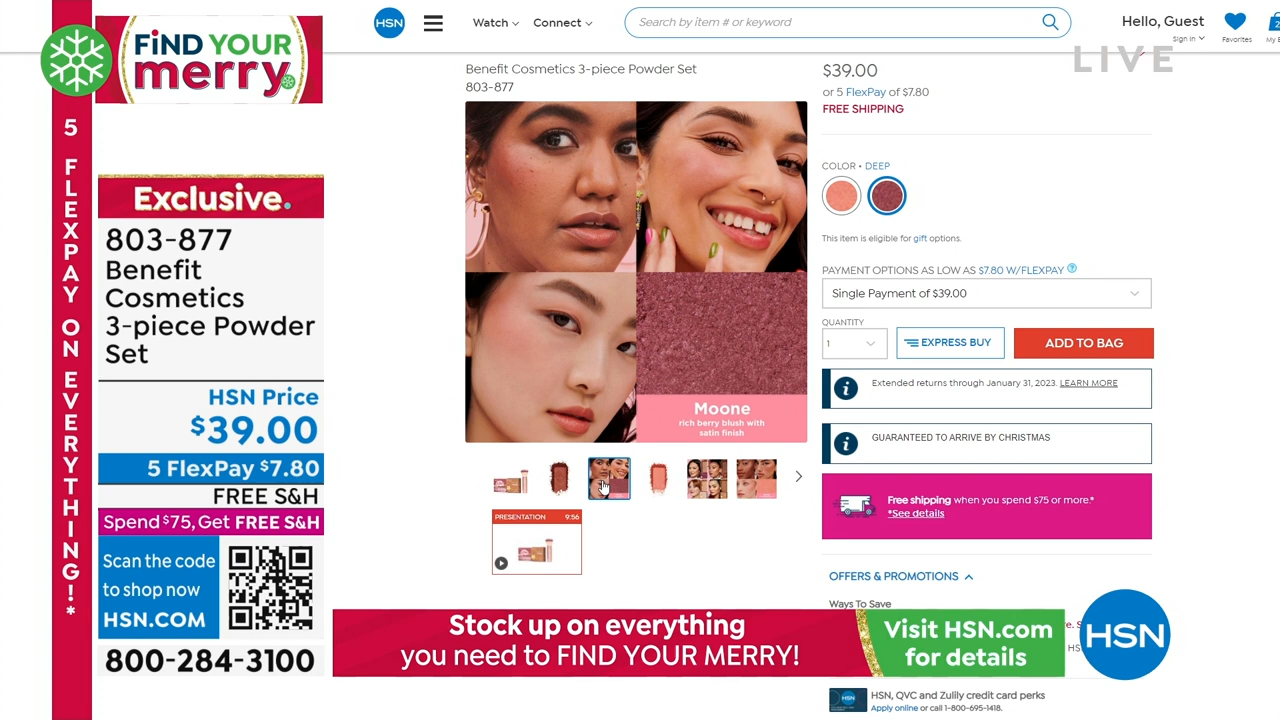 FiND YOUR
merry
5 FLEXPAY ON EVERYTHING!*
Exclusive.
803-877
Benefit
Cosmetics
3-piece Powder
Set
HSN Price
$39.00
5 FlexPay $7.80
FREE S&H
Spend $75, Get FREE S&H
Scan the code
to shop now
HSN.COM
800-284-3100
HSN
Watch
Connect
Search by item # or keyword
Hello, Guest
Sign In
Favorites
2
LIVE
Benefit Cosmetics 3-piece Powder Set
803-877
Moone
rich berry blush with
satin finish
PRESENTATION 9:56
$39.00
or 5 FlexPay of $7.80
FREE SHIPPING
COLOR • DEEP
This item is eligible for gift options.
PAYMENT OPTIONS AS LOW AS $7.80 W/FLEXPAY ?
Single Payment of $39.00
QUANTITY
1
EXPRESS BUY
ADD TO BAG
i Extended returns through January 31, 2023. LEARN MORE
i GUARANTEED TO ARRIVE BY CHRISTMAS
Free shipping when you spend $75 or more.*
*See details
OFFERS & PROMOTIONS
Ways To Save
Stock up on everything
you need to FIND YOUR MERRY!
Visit HSN.com
for details
HSN
HSN
HSN, QVC and Zulily credit card perks
Apply online or call 1-800-695-1418.